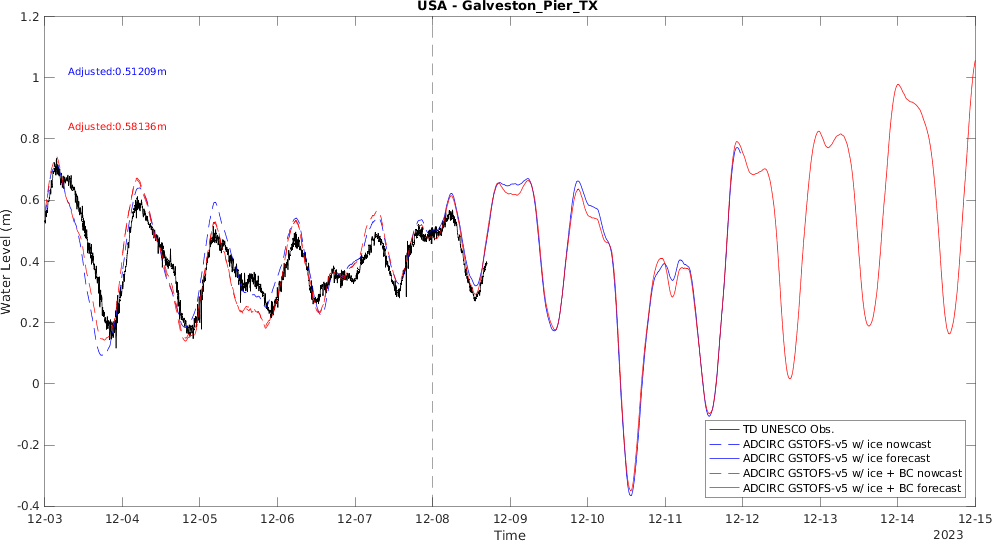 USA - Galveston_Pier_TX
1.2
1
0.8
0.6
0.4
0.2
0
-0.2
-0.4
Water Level (m)
Adjusted:0.51209m
Adjusted:0.58136m
TD UNESCO Obs.
ADCIRC GSTOFS-v5 w/ ice nowcast
ADCIRC GSTOFS-v5 w/ ice forecast
ADCIRC GSTOFS-v5 w/ ice + BC nowcast
ADCIRC GSTOFS-v5 w/ ice + BC forecast
12-03 12-04 12-05 12-06 12-07 12-08 12-09 12-10 12-11 12-12 12-13 12-14 12-15
Time
2023